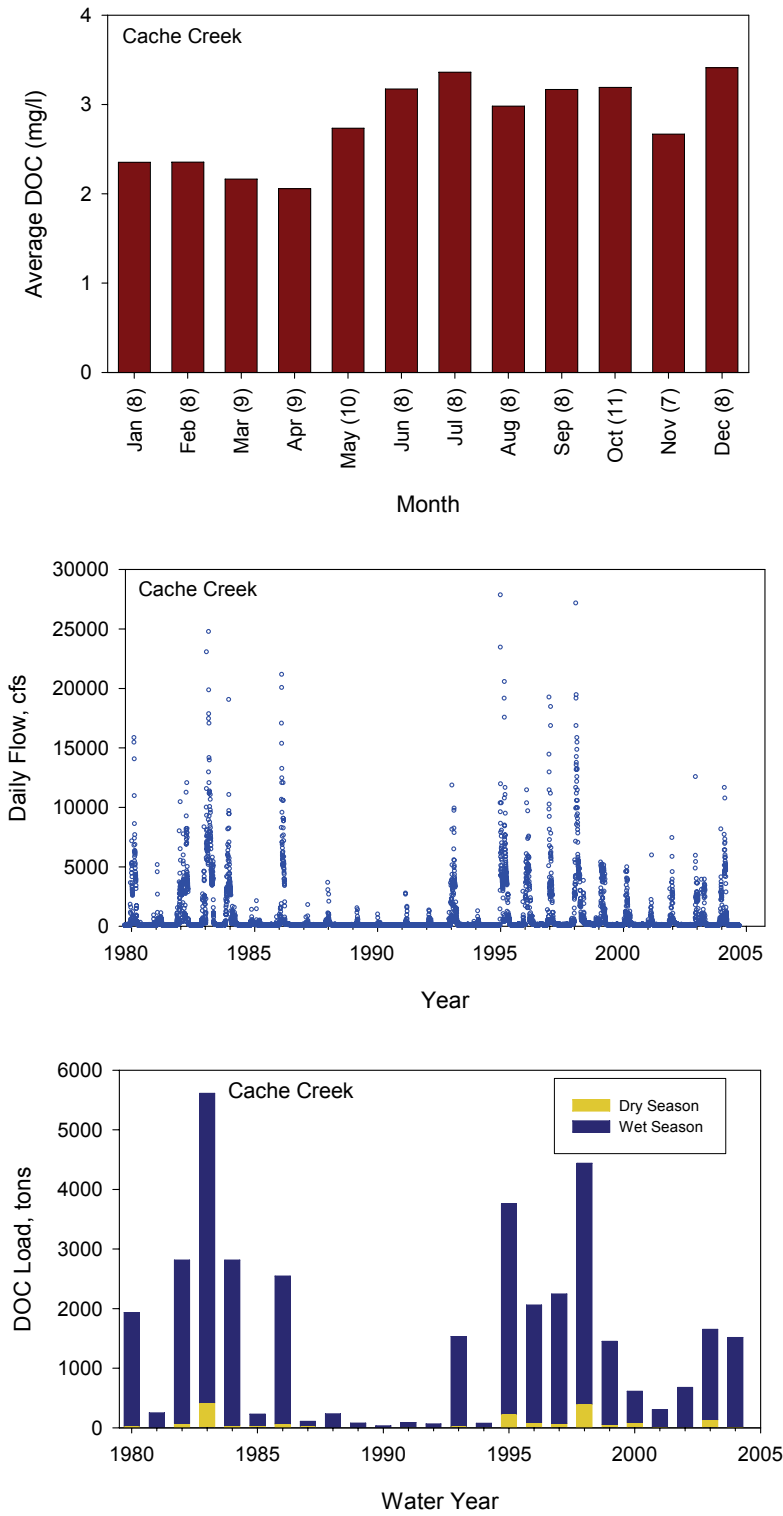 Cache Creek
Average DOC (mg/l)
4
3
2
1
0
Jan (8)
Feb (8)
Mar (9)
Apr (9)
May (10)
Jun (8)
Jul (8)
Aug (8)
Sep (8)
Oct (11)
Nov (7)
Dec (8)
Month
Cache Creek
Daily Flow, cfs
30000
25000
20000
15000
10000
5000
0
1980
1985
1990
1995
2000
2005
Year
Cache Creek
Dry Season
Wet Season
DOC Load, tons
6000
5000
4000
3000
2000
1000
0
1980
1985
1990
1995
2000
2005
Water Year